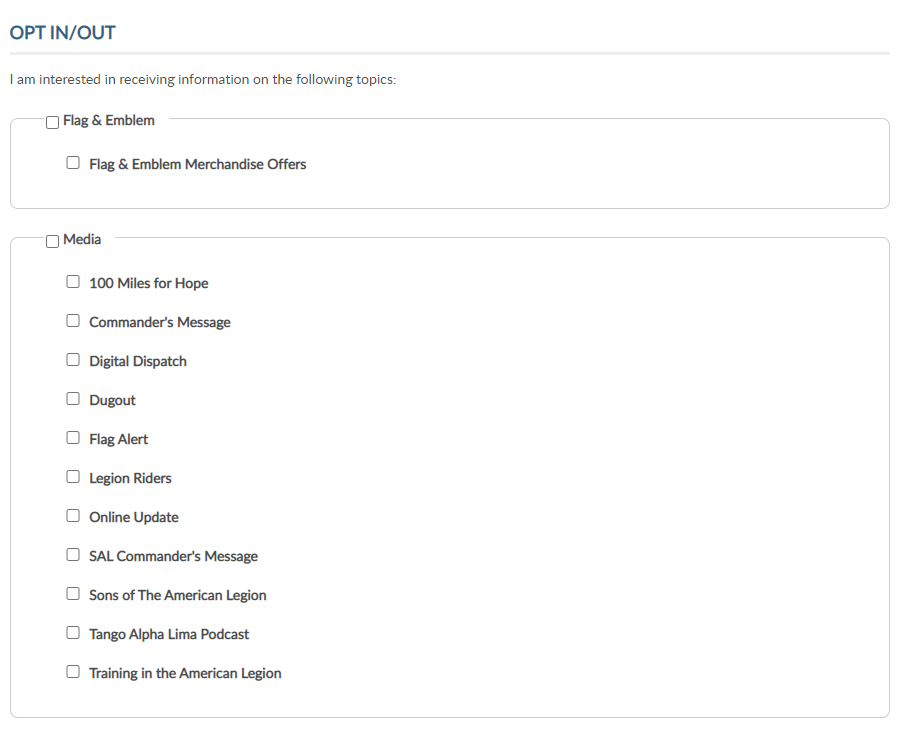 OPT IN/OUT
I am interested in receiving information on the following topics:
Flag & Emblem
Flag & Emblem Merchandise Offers
Media
100 Miles for Hope
Commander's Message
Digital Dispatch
Dugout
Flag Alert
Legion Riders
Online Update
SAL Commander's Message
Sons of The American Legion
Tango Alpha Lima Podcast
Training in the American Legion